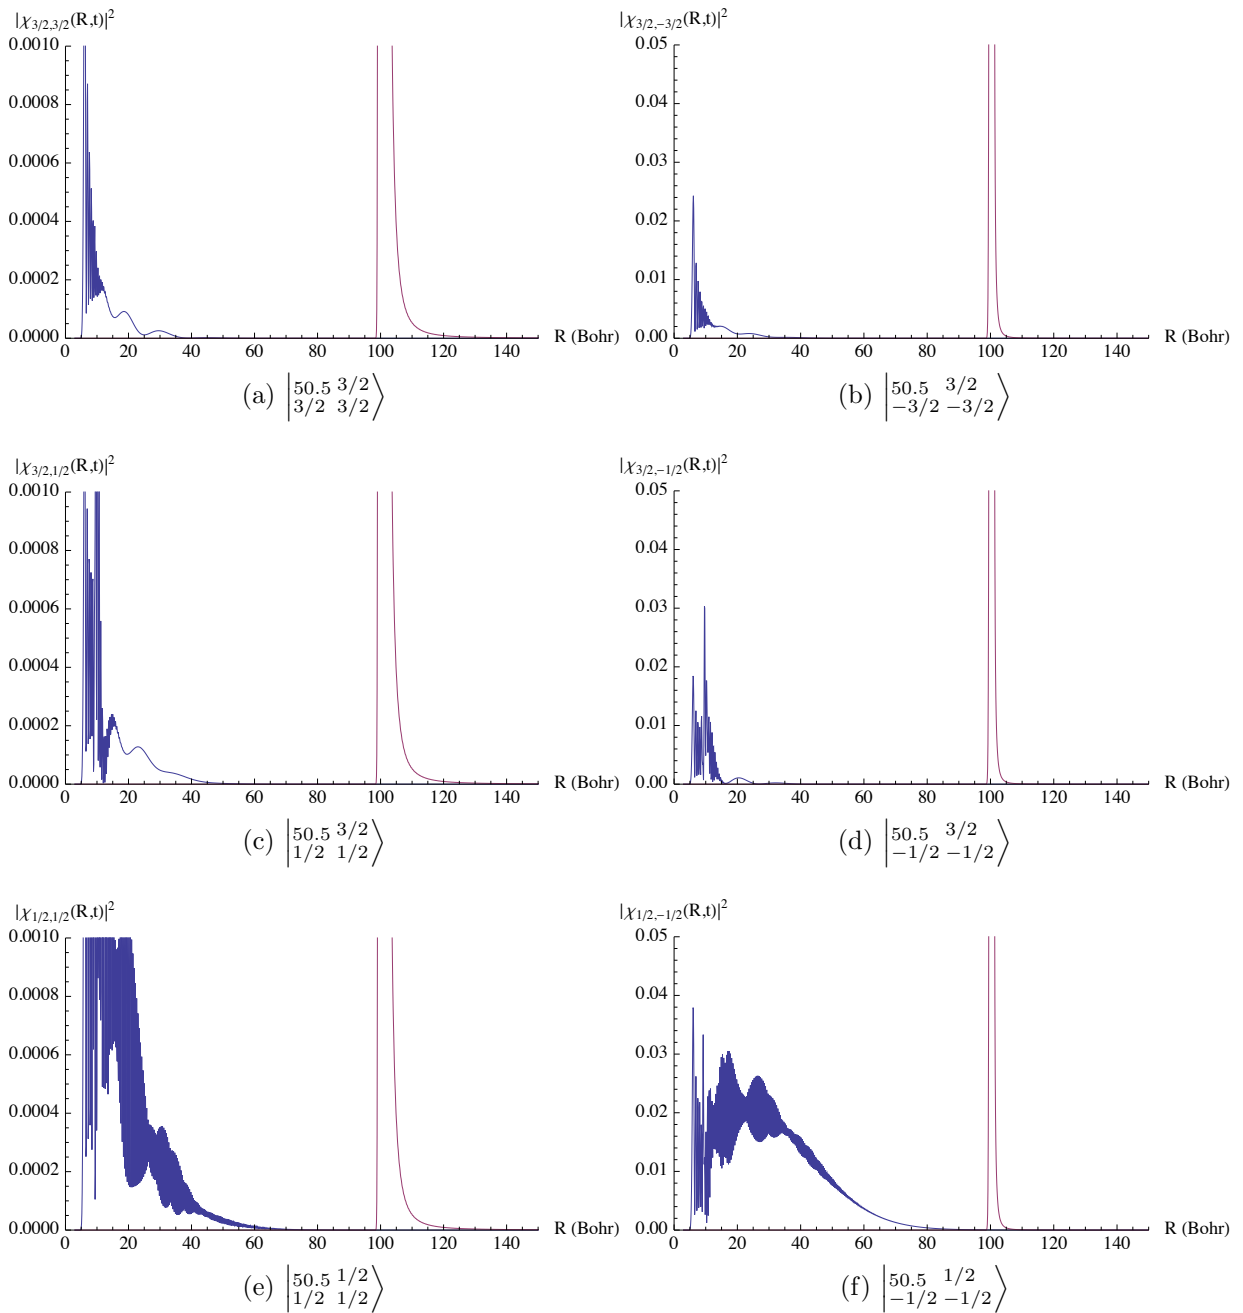 |χ3/2,3/2(R,t)|²
0.0010
0.0008
0.0006
0.0004
0.0002
0.0000
0 20 40 60 80 100 120 140
R (Bohr)
(a) |50.5 3/2
3/2 3/2⟩
|χ3/2,−3/2(R,t)|²
0.05
0.04
0.03
0.02
0.01
0.00
0 20 40 60 80 100 120 140
R (Bohr)
(b) |50.5 3/2
−3/2 −3/2⟩
|χ3/2,1/2(R,t)|²
0.0010
0.0008
0.0006
0.0004
0.0002
0.0000
0 20 40 60 80 100 120 140
R (Bohr)
(c) |50.5 3/2
1/2 1/2⟩
|χ3/2,−1/2(R,t)|²
0.05
0.04
0.03
0.02
0.01
0.00
0 20 40 60 80 100 120 140
R (Bohr)
(d) |50.5 3/2
−1/2 −1/2⟩
|χ1/2,1/2(R,t)|²
0.0010
0.0008
0.0006
0.0004
0.0002
0.0000
0 20 40 60 80 100 120 140
R (Bohr)
(e) |50.5 1/2
1/2 1/2⟩
|χ1/2,−1/2(R,t)|²
0.05
0.04
0.03
0.02
0.01
0.00
0 20 40 60 80 100 120 140
R (Bohr)
(f) |50.5 1/2
−1/2 −1/2⟩